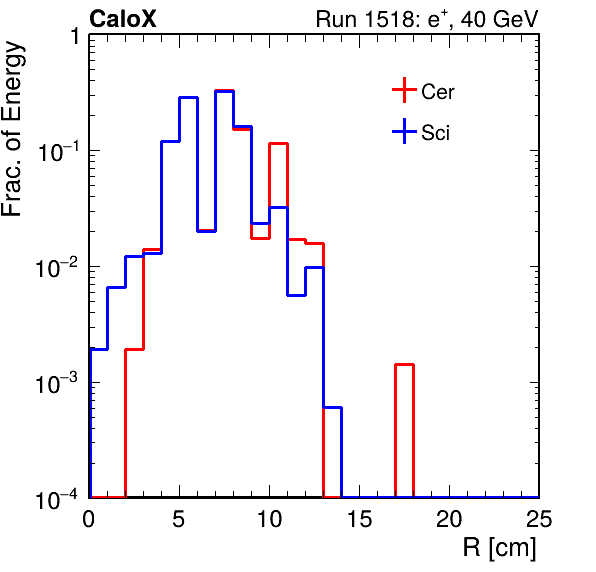 CaloX Run 1518: e⁺, 40 GeV
Frac. of Energy
1
10⁻¹
10⁻²
10⁻³
10⁻⁴
Cer
Sci
0 5 10 15 20 25
R [cm]